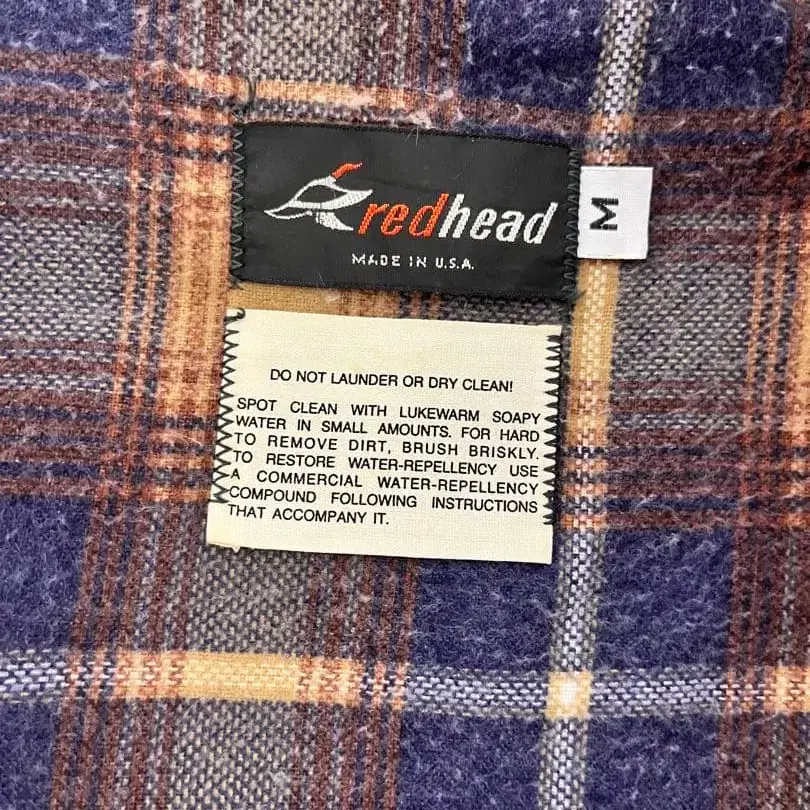 redhead
MADE IN U.S.A.
M
DO NOT LAUNDER OR DRY CLEAN!
SPOT CLEAN WITH LUKEWARM SOAPY
WATER IN SMALL AMOUNTS. FOR HARD
TO REMOVE DIRT, BRUSH BRISKLY.
TO RESTORE WATER-REPELLENCY USE
A COMMERCIAL WATER-REPELLENCY
COMPOUND FOLLOWING INSTRUCTIONS
THAT ACCOMPANY IT.